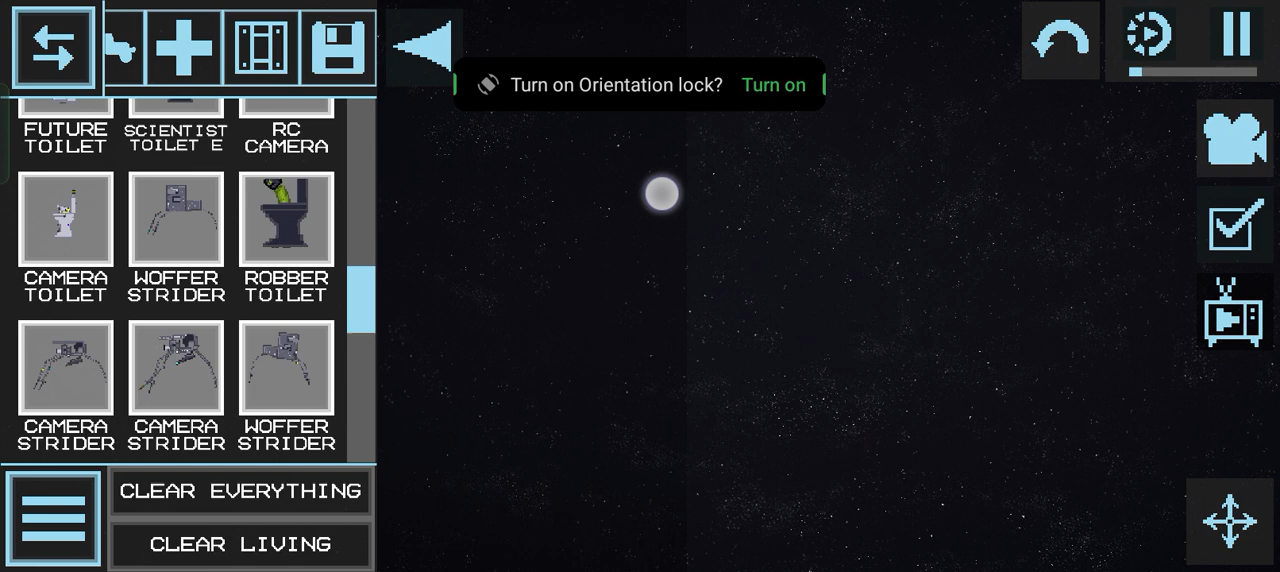 Turn on Orientation lock? Turn on
FUTURE TOILET
SCIENTIST TOILET E
RC CAMERA
CAMERA TOILET
WOFFER STRIDER
ROBBER TOILET
CAMERA STRIDER
CAMERA STRIDER
WOFFER STRIDER
CLEAR EVERYTHING
CLEAR LIVING